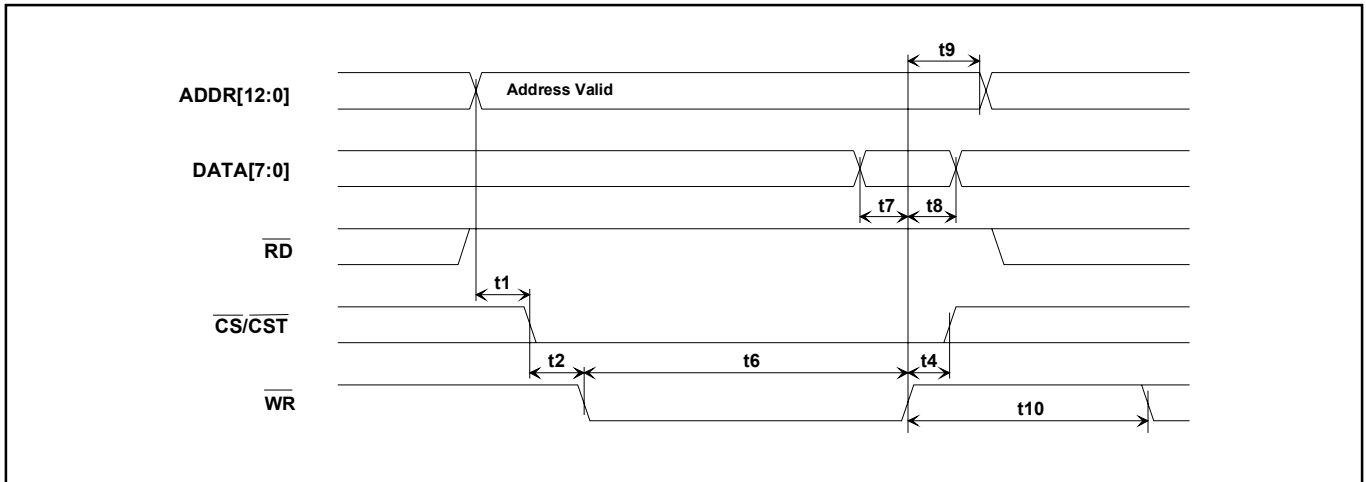 t9
ADDR[12:0]
Address Valid
DATA[7:0]
t7
t8
RD
t1
CS/CST
t2
t6
t4
WR
t10